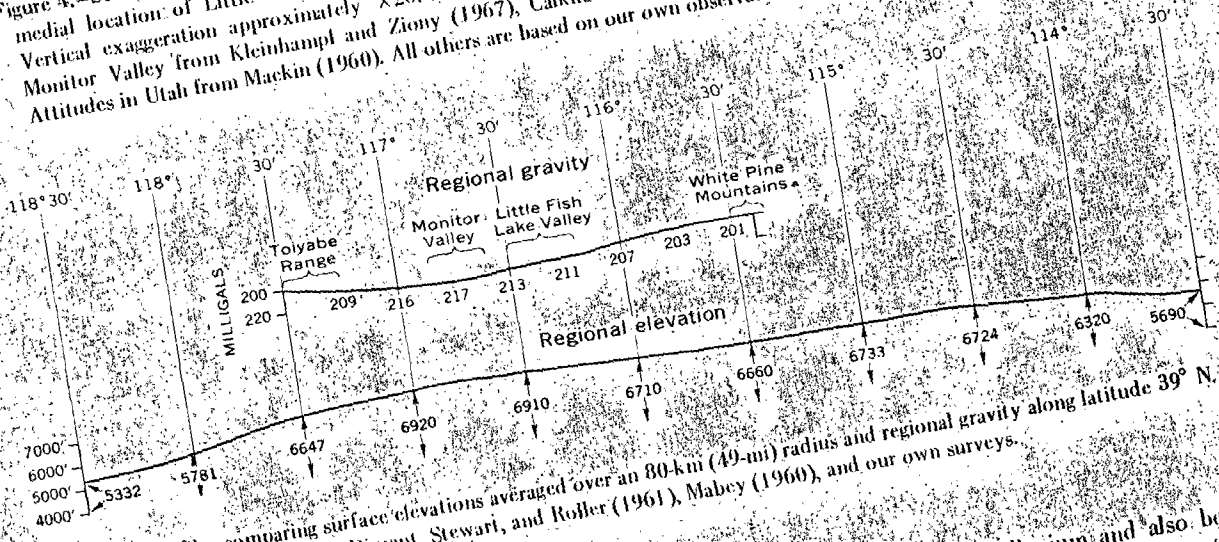 Figure 4.
medial location of Little
Vertical exaggeration approximately
Monitor Valley from Kleinhampl and Ziony (1967),
Attitudes in Utah from Mackin (1960). All others are based on our own
118° 30′
118°
30′
117°
30′
116°
30′
115°
30′
114°
30′
Regional gravity
Toiyabe
Range
Monitor
Valley
Little Fish
Lake Valley
White Pine
Mountains
MILLIGALS
200
220
209
216
217
213
211
207
203
201
Regional elevation
7000′
6000′
5000′
4000′
5332
5781
6647
6920
6910
6710
6660
6733
6724
6320
5690
comparing surface elevations averaged over an 80-km (49-mi) radius and regional gravity along latitude 39° N.
Stewart, and Roller (1961), Mabey (1960), and our own surveys.
and also